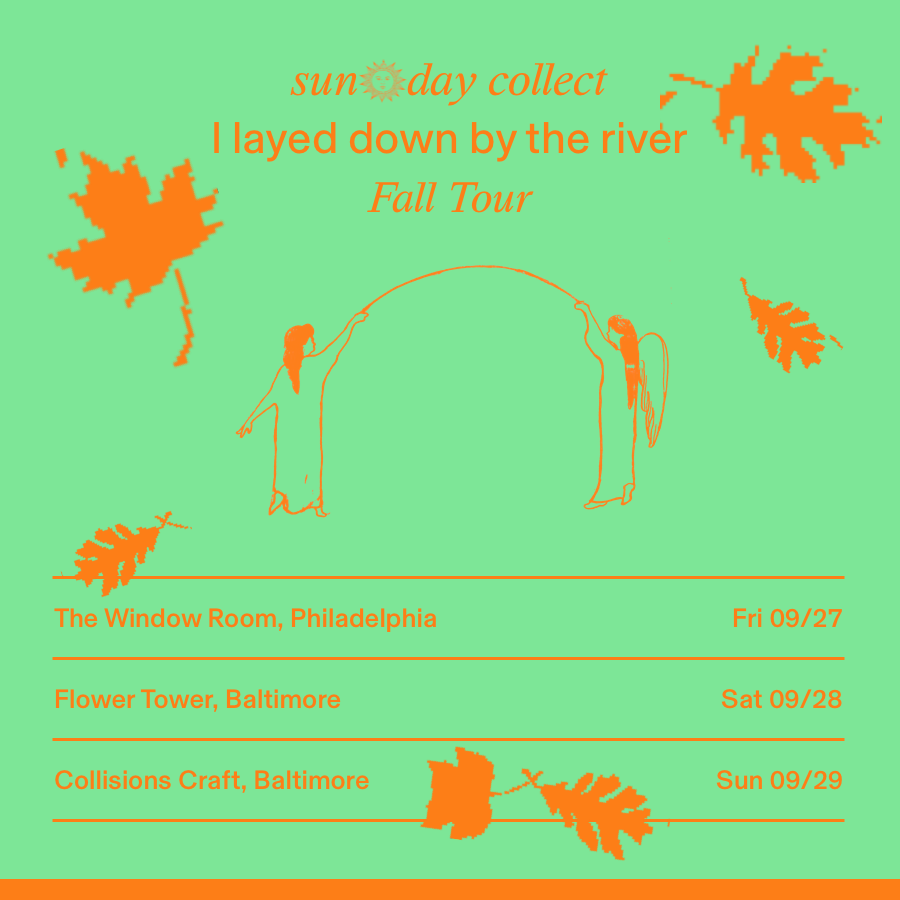 sunday collect
I layed down by the river
Fall Tour
The Window Room, Philadelphia Fri 09/27
Flower Tower, Baltimore Sat 09/28
Collisions Craft, Baltimore Sun 09/29